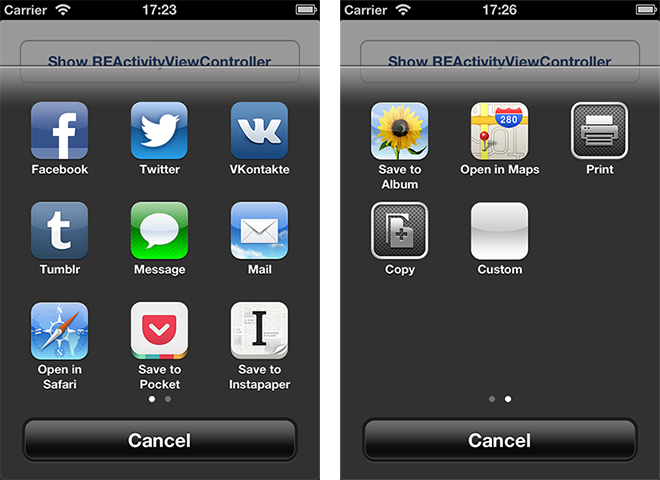 Carrier 17:23
Show REActivityViewController
f
Facebook Twitter VKontakte
t
Tumblr Message Mail
I
Open in Safari
Save to Pocket
Save to Instapaper
Cancel
Carrier 17:26
Show REActivityViewController
280
Save to Album
Open in Maps
Print
Copy Custom
Cancel